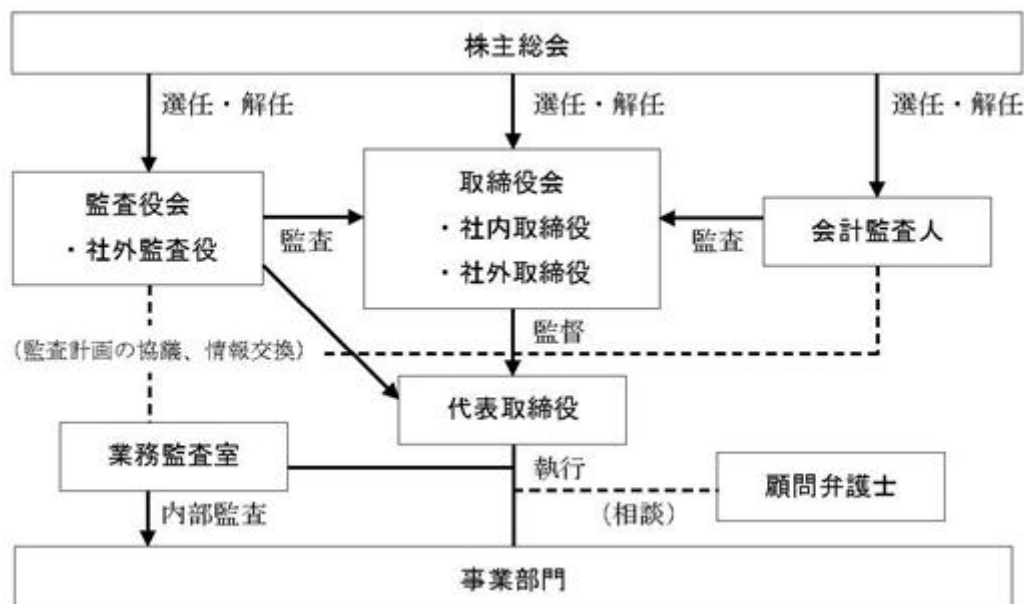 株主総会
選任・解任
選任・解任
選任・解任
監査役会
・社外監査役
監査
取締役会
・社内取締役
・社外取締役
監査
会計監査人
監督
(監査計画の協議、情報交換)
代表取締役
業務監査室
執行
(相談)
顧問弁護士
内部監査
事業部門